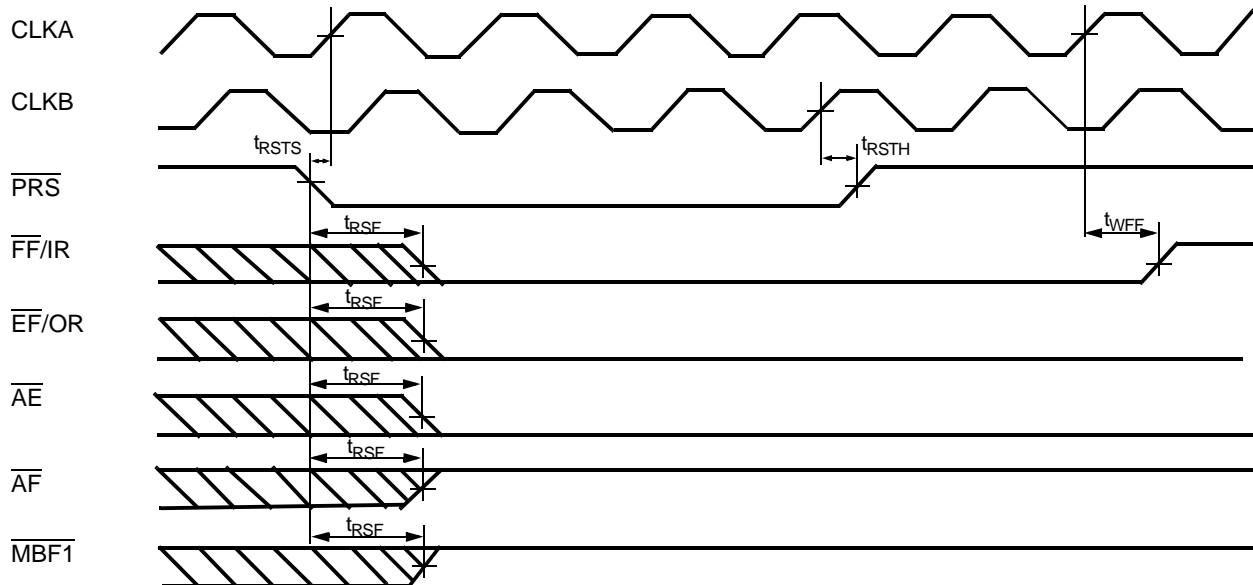 CLKA
CLKB
tRSTS
tRSTH
PRS
tRSF
tWFF
FF/IR
tRSF
EF/OR
tRSF
AE
tRSF
AF
tRSF
MBF1